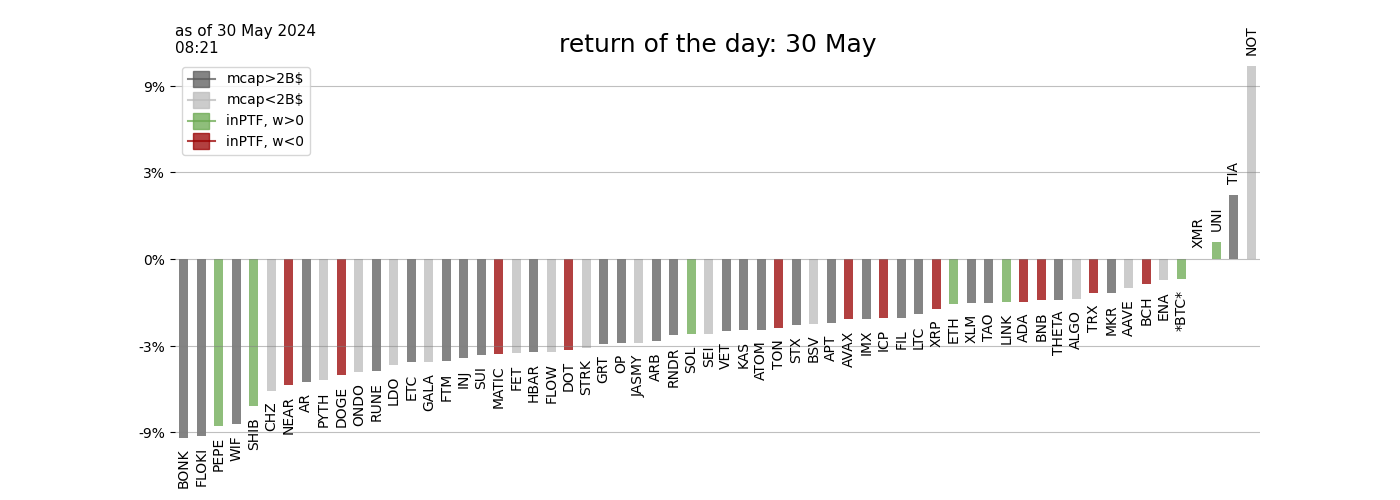 as of 30 May 2024
08:21
return of the day: 30 May
mcap>2B$
mcap<2B$
inPTF, w>0
inPTF, w<0
9%
3%
0%
-3%
-9%
BONK
FLOKI
PEPE
WIF
SHIB
CHZ
NEAR
AR
PYTH
DOGE
ONDO
RUNE
LDO
ETC
GALA
FTM
INJ
SUI
MATIC
FET
HBAR
FLOW
DOT
STRK
GRT
OP
JASMY
ARB
RNDR
SOL
SEI
VET
KAS
ATOM
TON
STX
BSV
APT
AVAX
IMX
ICP
FIL
LTC
XRP
ETH
XLM
TAO
LINK
ADA
BNB
THETA
ALGO
TRX
MKR
AAVE
BCH
ENA
*BTC*
XMR
UNI
TIA
NOT